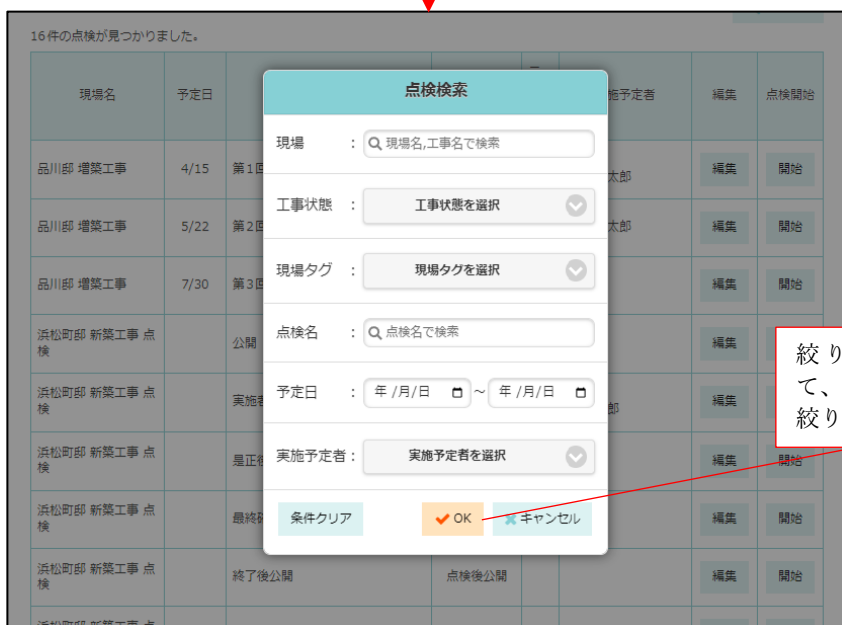 16件の点検が見つかりました。
現場名 予定日 施予定者 編集 点検開始
点検検索
現場 : 現場名,工事名で検索
工事状態 : 工事状態を選択
現場タグ : 現場タグを選択
点検名 : 点検名で検索
予定日 : 年/月/日 ~ 年/月/日
実施予定者 : 実施予定者を選択
条件クリア OK キャンセル
品川邸 増築工事 4/15 第1回 太郎 編集 開始
品川邸 増築工事 5/22 第2回 太郎 編集 開始
品川邸 増築工事 7/30 第3回 編集 開始
浜松町邸 新築工事 点
検
公開 編集
浜松町邸 新築工事 点
検
実施者 郎 編集
浜松町邸 新築工事 点
検
是正後 編集 開始
浜松町邸 新築工事 点
検
最終確 編集 開始
浜松町邸 新築工事 点
検
終了後公開 点検後公開 編集 開始
絞り
て、
絞り